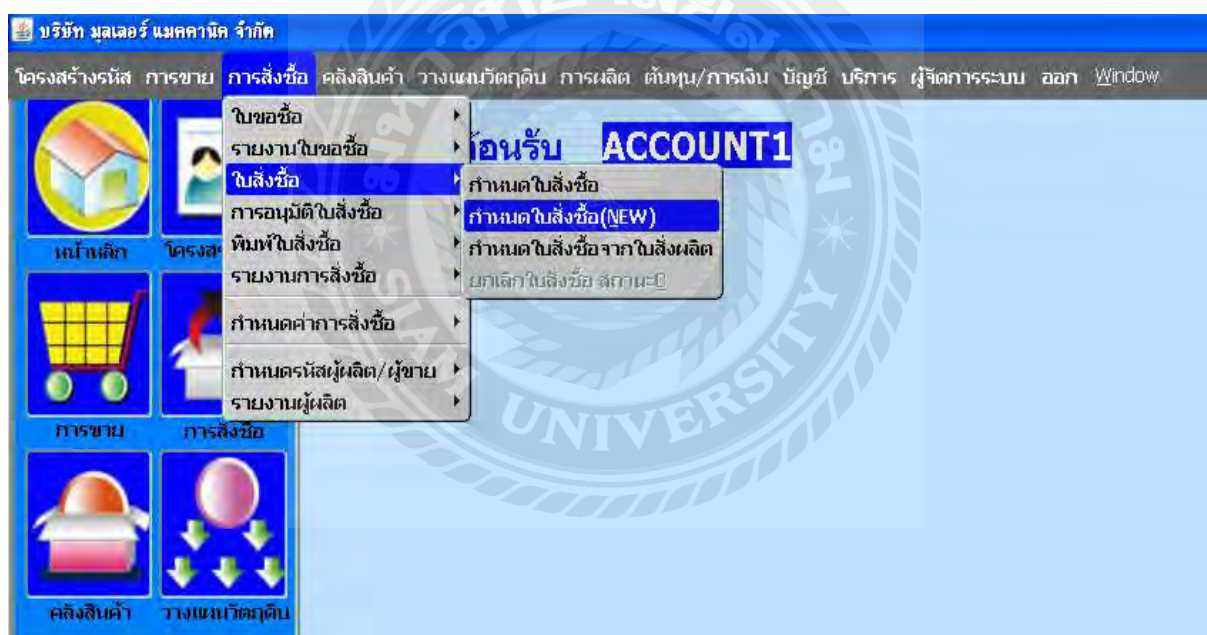 บริษัท มูลเลอร์ แมคคานิค จำกัด
โครงสร้างรหัส การขาย การสั่งซื้อ คลังสินค้า วางแผนวัตถุดิบ การผลิต ต้นทุน/การเงิน บัญชี บริการ ผู้จัดการระบบ ออก Window
ใบขอซื้อ
รายงานใบขอซื้อ
ใบสั่งซื้อ
การอนุมัติใบสั่งซื้อ
พิมพ์ใบสั่งซื้อ
รายงานการสั่งซื้อ
กำหนดค่าการสั่งซื้อ
กำหนดรหัสผู้ผลิต/ผู้ขาย
รายงานผู้ผลิต
้อนรับ ACCOUNT1
กำหนดใบสั่งซื้อ
กำหนดใบสั่งซื้อ(NEW)
กำหนดใบสั่งซื้อจากใบสั่งผลิต
ยกเลิกใบสั่งซื้อ สถานะ0
หน้าหลัก โครงส
การขาย การสั่งซื้อ
คลังสินค้า วางแผนวัตถุดิบ
SIAM UNIVERSITY